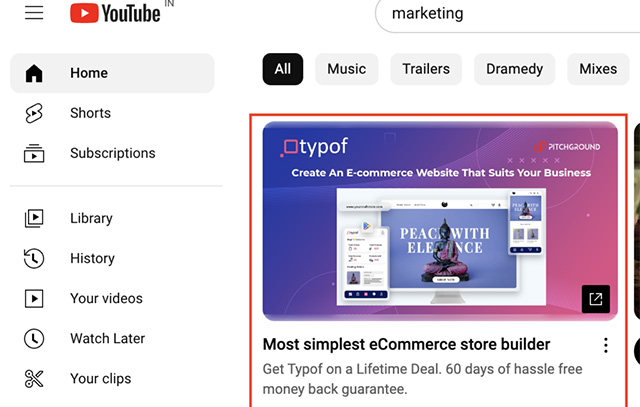 YouTube IN
marketing
Home
Shorts
Subscriptions
Library
History
Your videos
Watch Later
Your clips
All
Music
Trailers
Dramedy
Mixes
typof
PITCHGROUND
Create An E-commerce Website That Suits Your Business
PEACE WITH
ELEGANCE
Most simplest eCommerce store builder
Get Typof on a Lifetime Deal. 60 days of hassle free
money back guarantee.